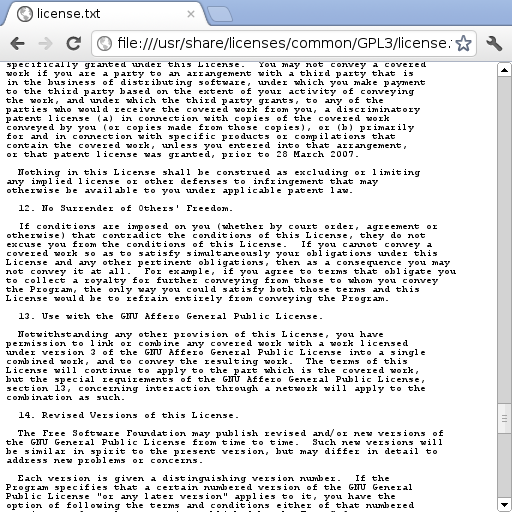 license.txt
file:///usr/share/licenses/common/GPL3/license.
specifically granted under this License.  You may not convey a covered
work if you are a party to an arrangement with a third party that is
in the business of distributing software, under which you make payment
to the third party based on the extent of your activity of conveying
the work, and under which the third party grants, to any of the
parties who would receive the covered work from you, a discriminatory
patent license (a) in connection with copies of the covered work
conveyed by you (or copies made from those copies), or (b) primarily
for and in connection with specific products or compilations that
contain the covered work, unless you entered into that arrangement,
or that patent license was granted, prior to 28 March 2007.
Nothing in this License shall be construed as excluding or limiting
any implied license or other defenses to infringement that may
otherwise be available to you under applicable patent law.
12. No Surrender of Others' Freedom.
If conditions are imposed on you (whether by court order, agreement or
otherwise) that contradict the conditions of this License, they do not
excuse you from the conditions of this License.  If you cannot convey a
covered work so as to satisfy simultaneously your obligations under this
License and any other pertinent obligations, then as a consequence you may
not convey it at all.  For example, if you agree to terms that obligate you
to collect a royalty for further conveying from those to whom you convey
the Program, the only way you could satisfy both those terms and this
License would be to refrain entirely from conveying the Program.
13. Use with the GNU Affero General Public License.
Notwithstanding any other provision of this License, you have
permission to link or combine any covered work with a work licensed
under version 3 of the GNU Affero General Public License into a single
combined work, and to convey the resulting work.  The terms of this
License will continue to apply to the part which is the covered work,
but the special requirements of the GNU Affero General Public License,
section 13, concerning interaction through a network will apply to the
combination as such.
14. Revised Versions of this License.
The Free Software Foundation may publish revised and/or new versions of
the GNU General Public License from time to time.  Such new versions will
be similar in spirit to the present version, but may differ in detail to
address new problems or concerns.
Each version is given a distinguishing version number.  If the
Program specifies that a certain numbered version of the GNU General
Public License "or any later version" applies to it, you have the
option of following the terms and conditions either of that numbered